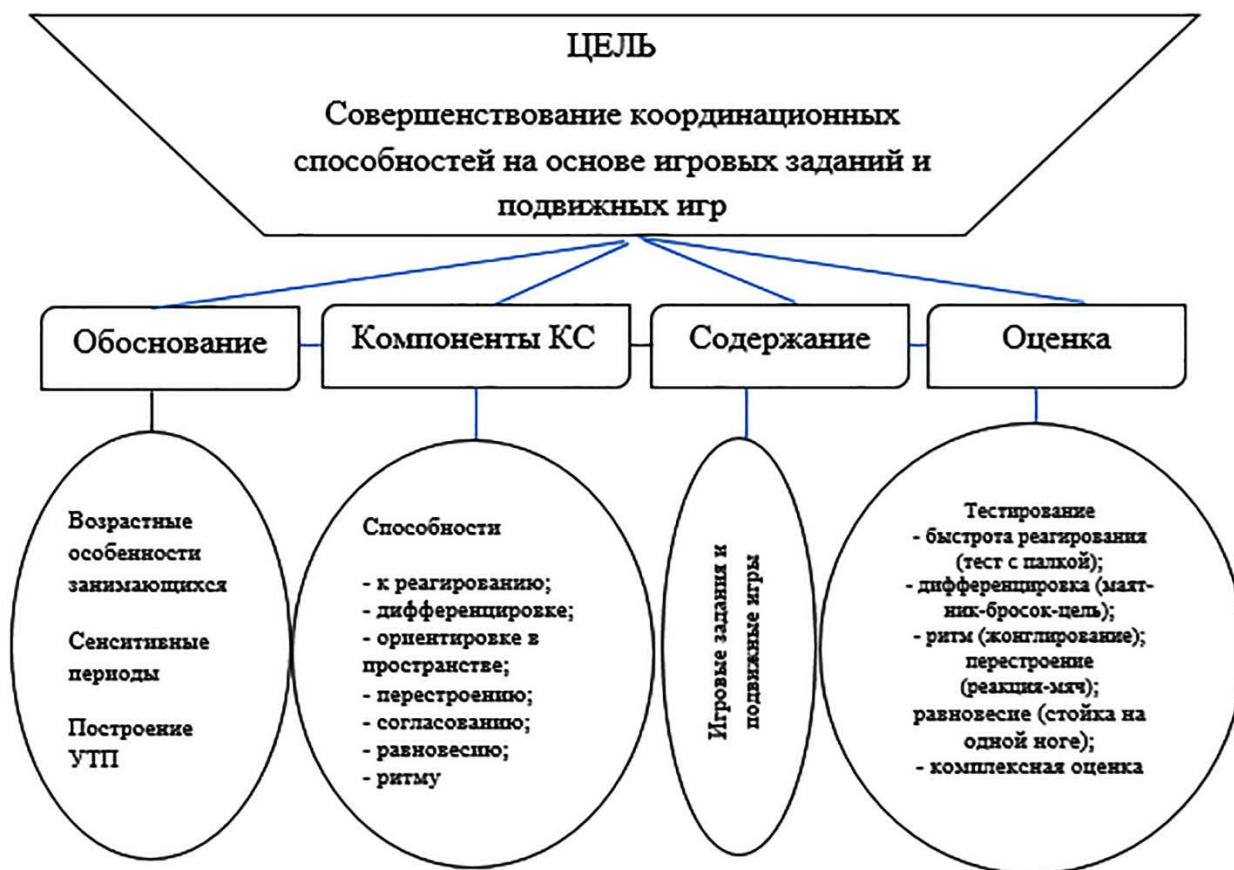 ЦЕЛЬ
Совершенствование координационных
способностей на основе игровых заданий и
подвижных игр
Обоснование
Компоненты КС
Содержание
Оценка
Возрастные
особенности
занимающихся
Сенситивные
периоды
Построение
УТП
Способности
- к реагированию;
- дифференцировке;
- ориентировке в
пространстве;
- перестроению;
- согласованию;
- равновесию;
- ритму
Игровые задания и
подвижные игры
Тестирование
- быстрота реагирования
(тест с палкой);
- дифференцировка (маят-
ник-бросок-цель);
- ритм (жонглирование);
перестроение
(реакция-мяч);
равновесие (стойка на
одной ноге);
- комплексная оценка